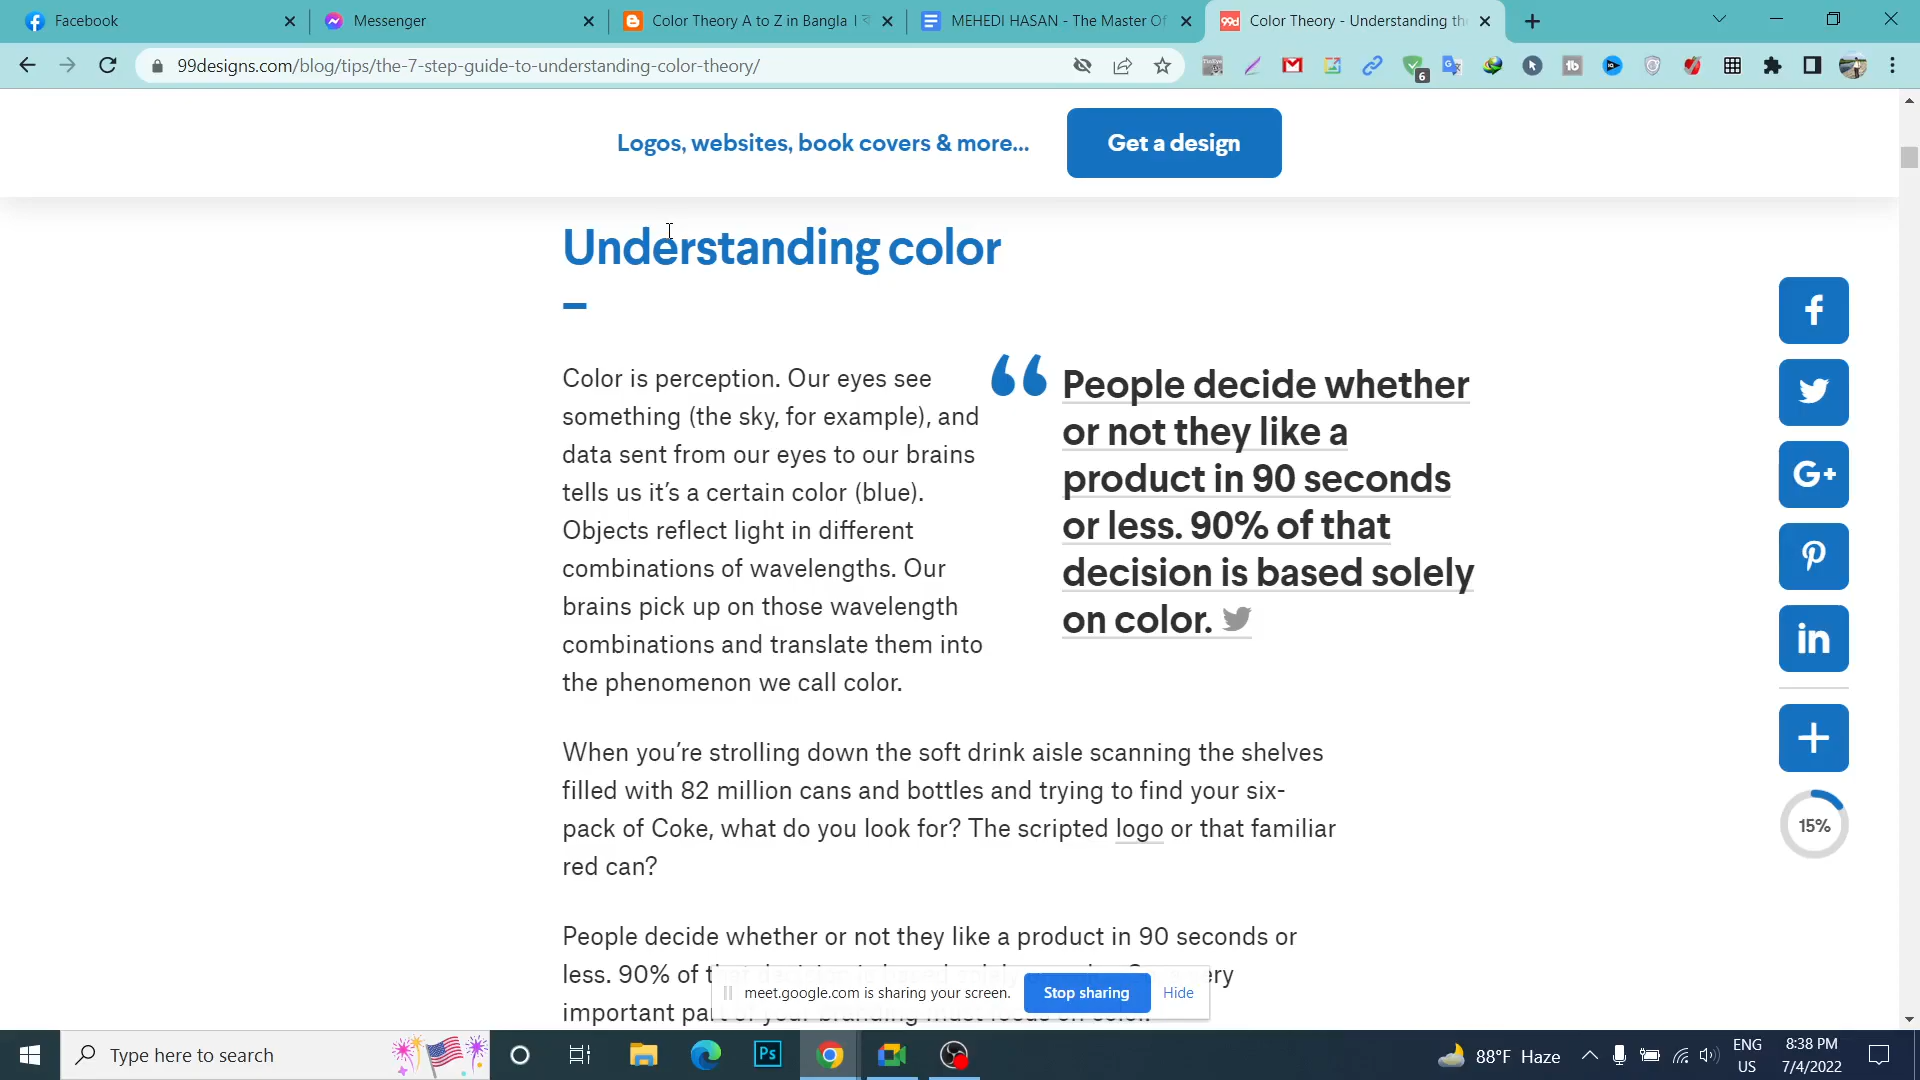 Facebook
Messenger
Color Theory A to Z in Bangla ।
MEHEDI HASAN - The Master Of
99d
Color Theory - Understanding th
99designs.com/blog/tips/the-7-step-guide-to-understanding-color-theory/
6
Logos, websites, book covers & more...
Get a design
Understanding color
Color is perception. Our eyes see
something (the sky, for example), and
data sent from our eyes to our brains
tells us it’s a certain color (blue).
Objects reflect light in different
combinations of wavelengths. Our
brains pick up on those wavelength
combinations and translate them into
the phenomenon we call color.
“ People decide whether
or not they like a
product in 90 seconds
or less. 90% of that
decision is based solely
on color.
G+
in
15%
When you’re strolling down the soft drink aisle scanning the shelves
filled with 82 million cans and bottles and trying to find your six-
pack of Coke, what do you look for? The scripted logo or that familiar
red can?
People decide whether or not they like a product in 90 seconds or
less. 90% of
important
meet.google.com is sharing your screen.
Stop sharing
Hide
Type here to search
Ps
88°F Haze
ENG
US
8:38 PM
7/4/2022